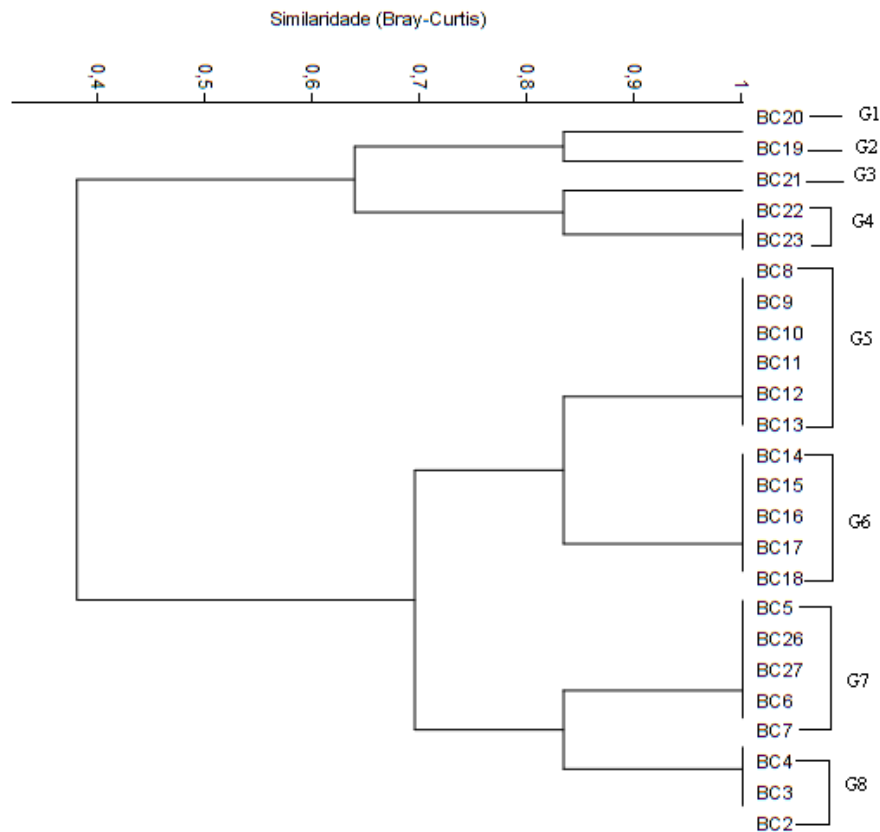 Similaridade (Bray-Curtis)
0,4 0,5 0,6 0,7 0,8 0,9 1
BC20 G1
BC19 G2
BC21 G3
BC22
G4
BC23
BC8
BC9
BC10
G5
BC11
BC12
BC13
BC14
BC15
BC16
G6
BC17
BC18
BC5
BC26
BC27
G7
BC6
BC7
BC4
G8
BC3
BC2